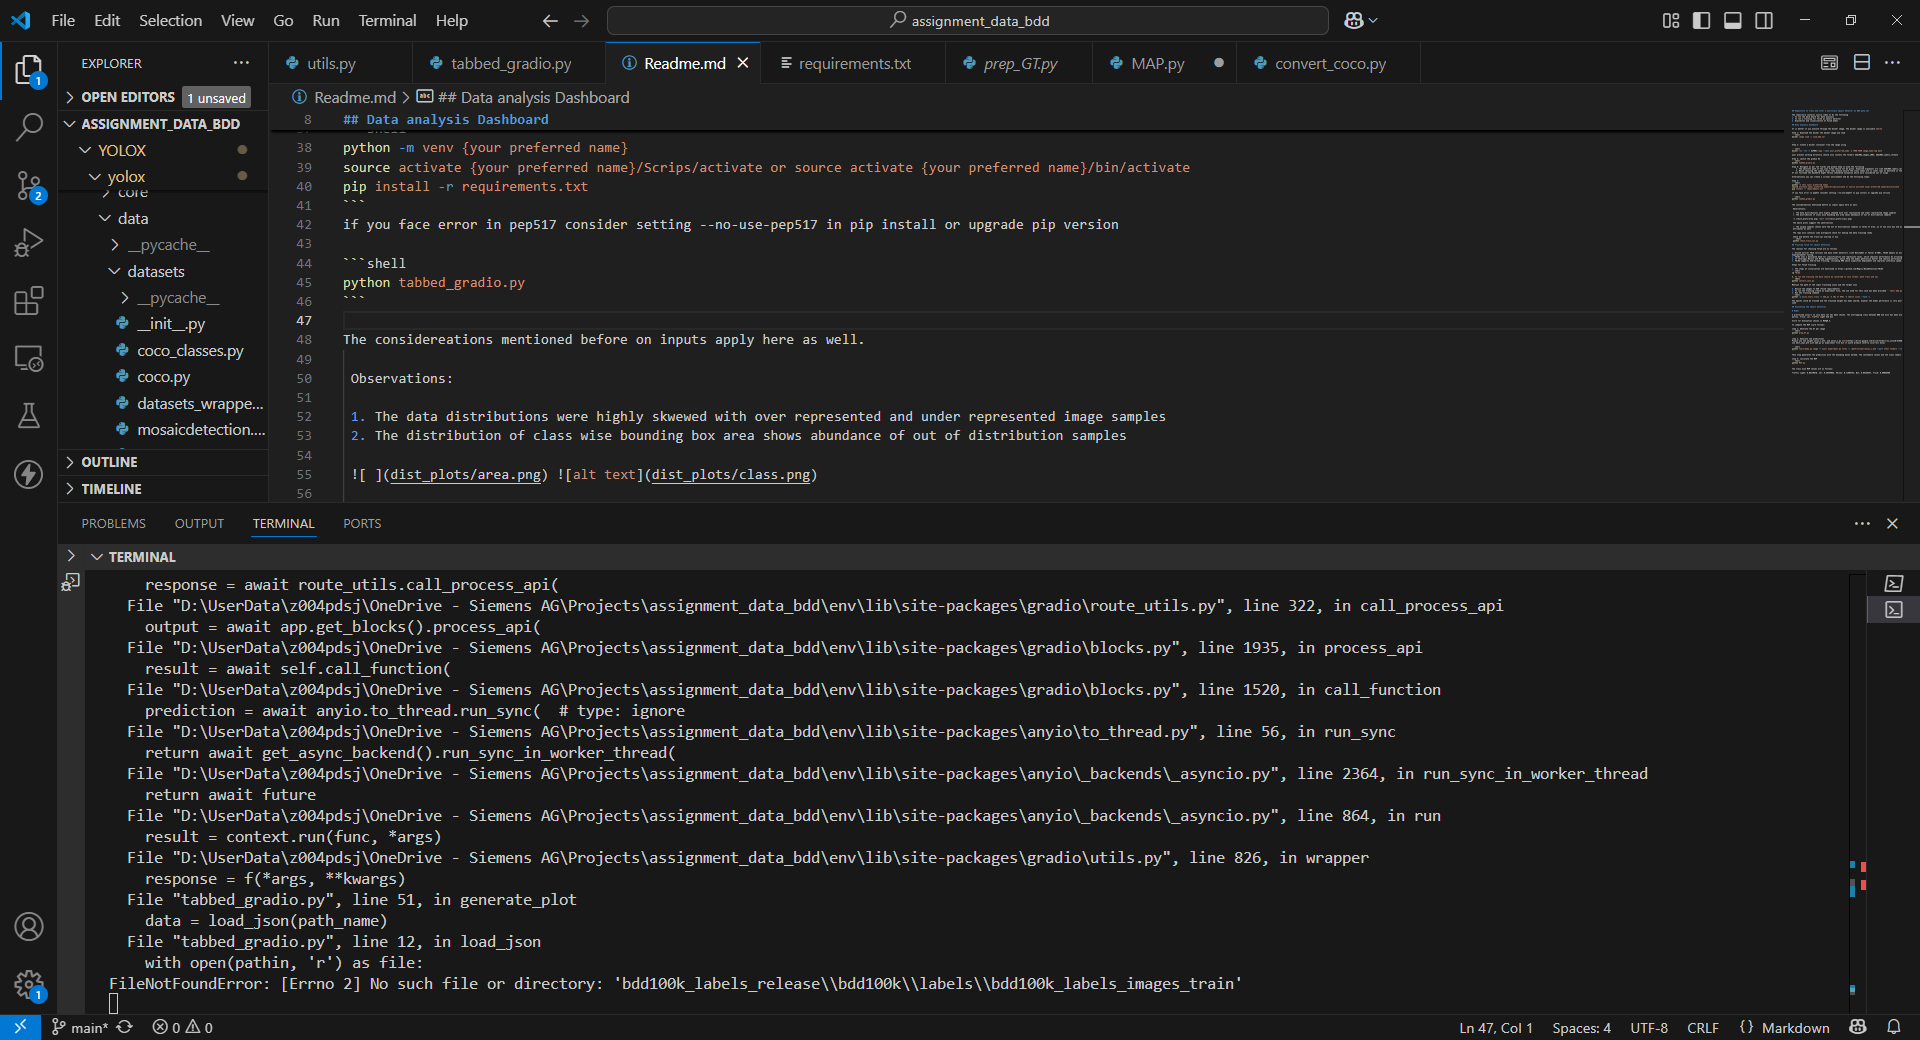 File Edit Selection View Go Run Terminal Help
assignment_data_bdd
EXPLORER
utils.py
tabbed_gradio.py
Readme.md
requirements.txt
prep_GT.py
MAP.py
convert_coco.py
OPEN EDITORS 1 unsaved
ASSIGNMENT_DATA_BDD
YOLOX
yolox
core
data
__pycache__
datasets
__pycache__
__init__.py
coco_classes.py
coco.py
datasets_wrappe...
mosaicdetection....
OUTLINE
TIMELINE
1
2
1
Readme.md > ## Data analysis Dashboard
8 ## Data analysis Dashboard
38 python -m venv {your preferred name}
39 source activate {your preferred name}/Scrips/activate or source activate {your preferred name}/bin/activate
40 pip install -r requirements.txt
41 ```
42 if you face error in pep517 consider setting --no-use-pep517 in pip install or upgrade pip version
43
44 ```shell
45 python tabbed_gradio.py
46 ```
47
48 The considereations mentioned before on inputs apply here as well.
49
50 Observations:
51
52 1. The data distributions were highly skwewed with over represented and under represented image samples
53 2. The distribution of class wise bounding box area shows abundance of out of distribution samples
54
55 ![ ](dist_plots/area.png) ![alt text](dist_plots/class.png)
56
PROBLEMS OUTPUT TERMINAL PORTS
TERMINAL
response = await route_utils.call_process_api(
File "D:\UserData\z004pdsj\OneDrive - Siemens AG\Projects\assignment_data_bdd\env\lib\site-packages\gradio\route_utils.py", line 322, in call_process_api
output = await app.get_blocks().process_api(
File "D:\UserData\z004pdsj\OneDrive - Siemens AG\Projects\assignment_data_bdd\env\lib\site-packages\gradio\blocks.py", line 1935, in process_api
result = await self.call_function(
File "D:\UserData\z004pdsj\OneDrive - Siemens AG\Projects\assignment_data_bdd\env\lib\site-packages\gradio\blocks.py", line 1520, in call_function
prediction = await anyio.to_thread.run_sync(  # type: ignore
File "D:\UserData\z004pdsj\OneDrive - Siemens AG\Projects\assignment_data_bdd\env\lib\site-packages\anyio\to_thread.py", line 56, in run_sync
return await get_async_backend().run_sync_in_worker_thread(
File "D:\UserData\z004pdsj\OneDrive - Siemens AG\Projects\assignment_data_bdd\env\lib\site-packages\anyio\_backends\_asyncio.py", line 2364, in run_sync_in_worker_thread
return await future
File "D:\UserData\z004pdsj\OneDrive - Siemens AG\Projects\assignment_data_bdd\env\lib\site-packages\anyio\_backends\_asyncio.py", line 864, in run
result = context.run(func, *args)
File "D:\UserData\z004pdsj\OneDrive - Siemens AG\Projects\assignment_data_bdd\env\lib\site-packages\gradio\utils.py", line 826, in wrapper
response = f(*args, **kwargs)
File "tabbed_gradio.py", line 51, in generate_plot
data = load_json(path_name)
File "tabbed_gradio.py", line 12, in load_json
with open(pathin, 'r') as file:
FileNotFoundError: [Errno 2] No such file or directory: 'bdd100k_labels_release\\bdd100k\\labels\\bdd100k_labels_images_train'
main* 0 0 Ln 47, Col 1 Spaces: 4 UTF-8 CRLF {} Markdown